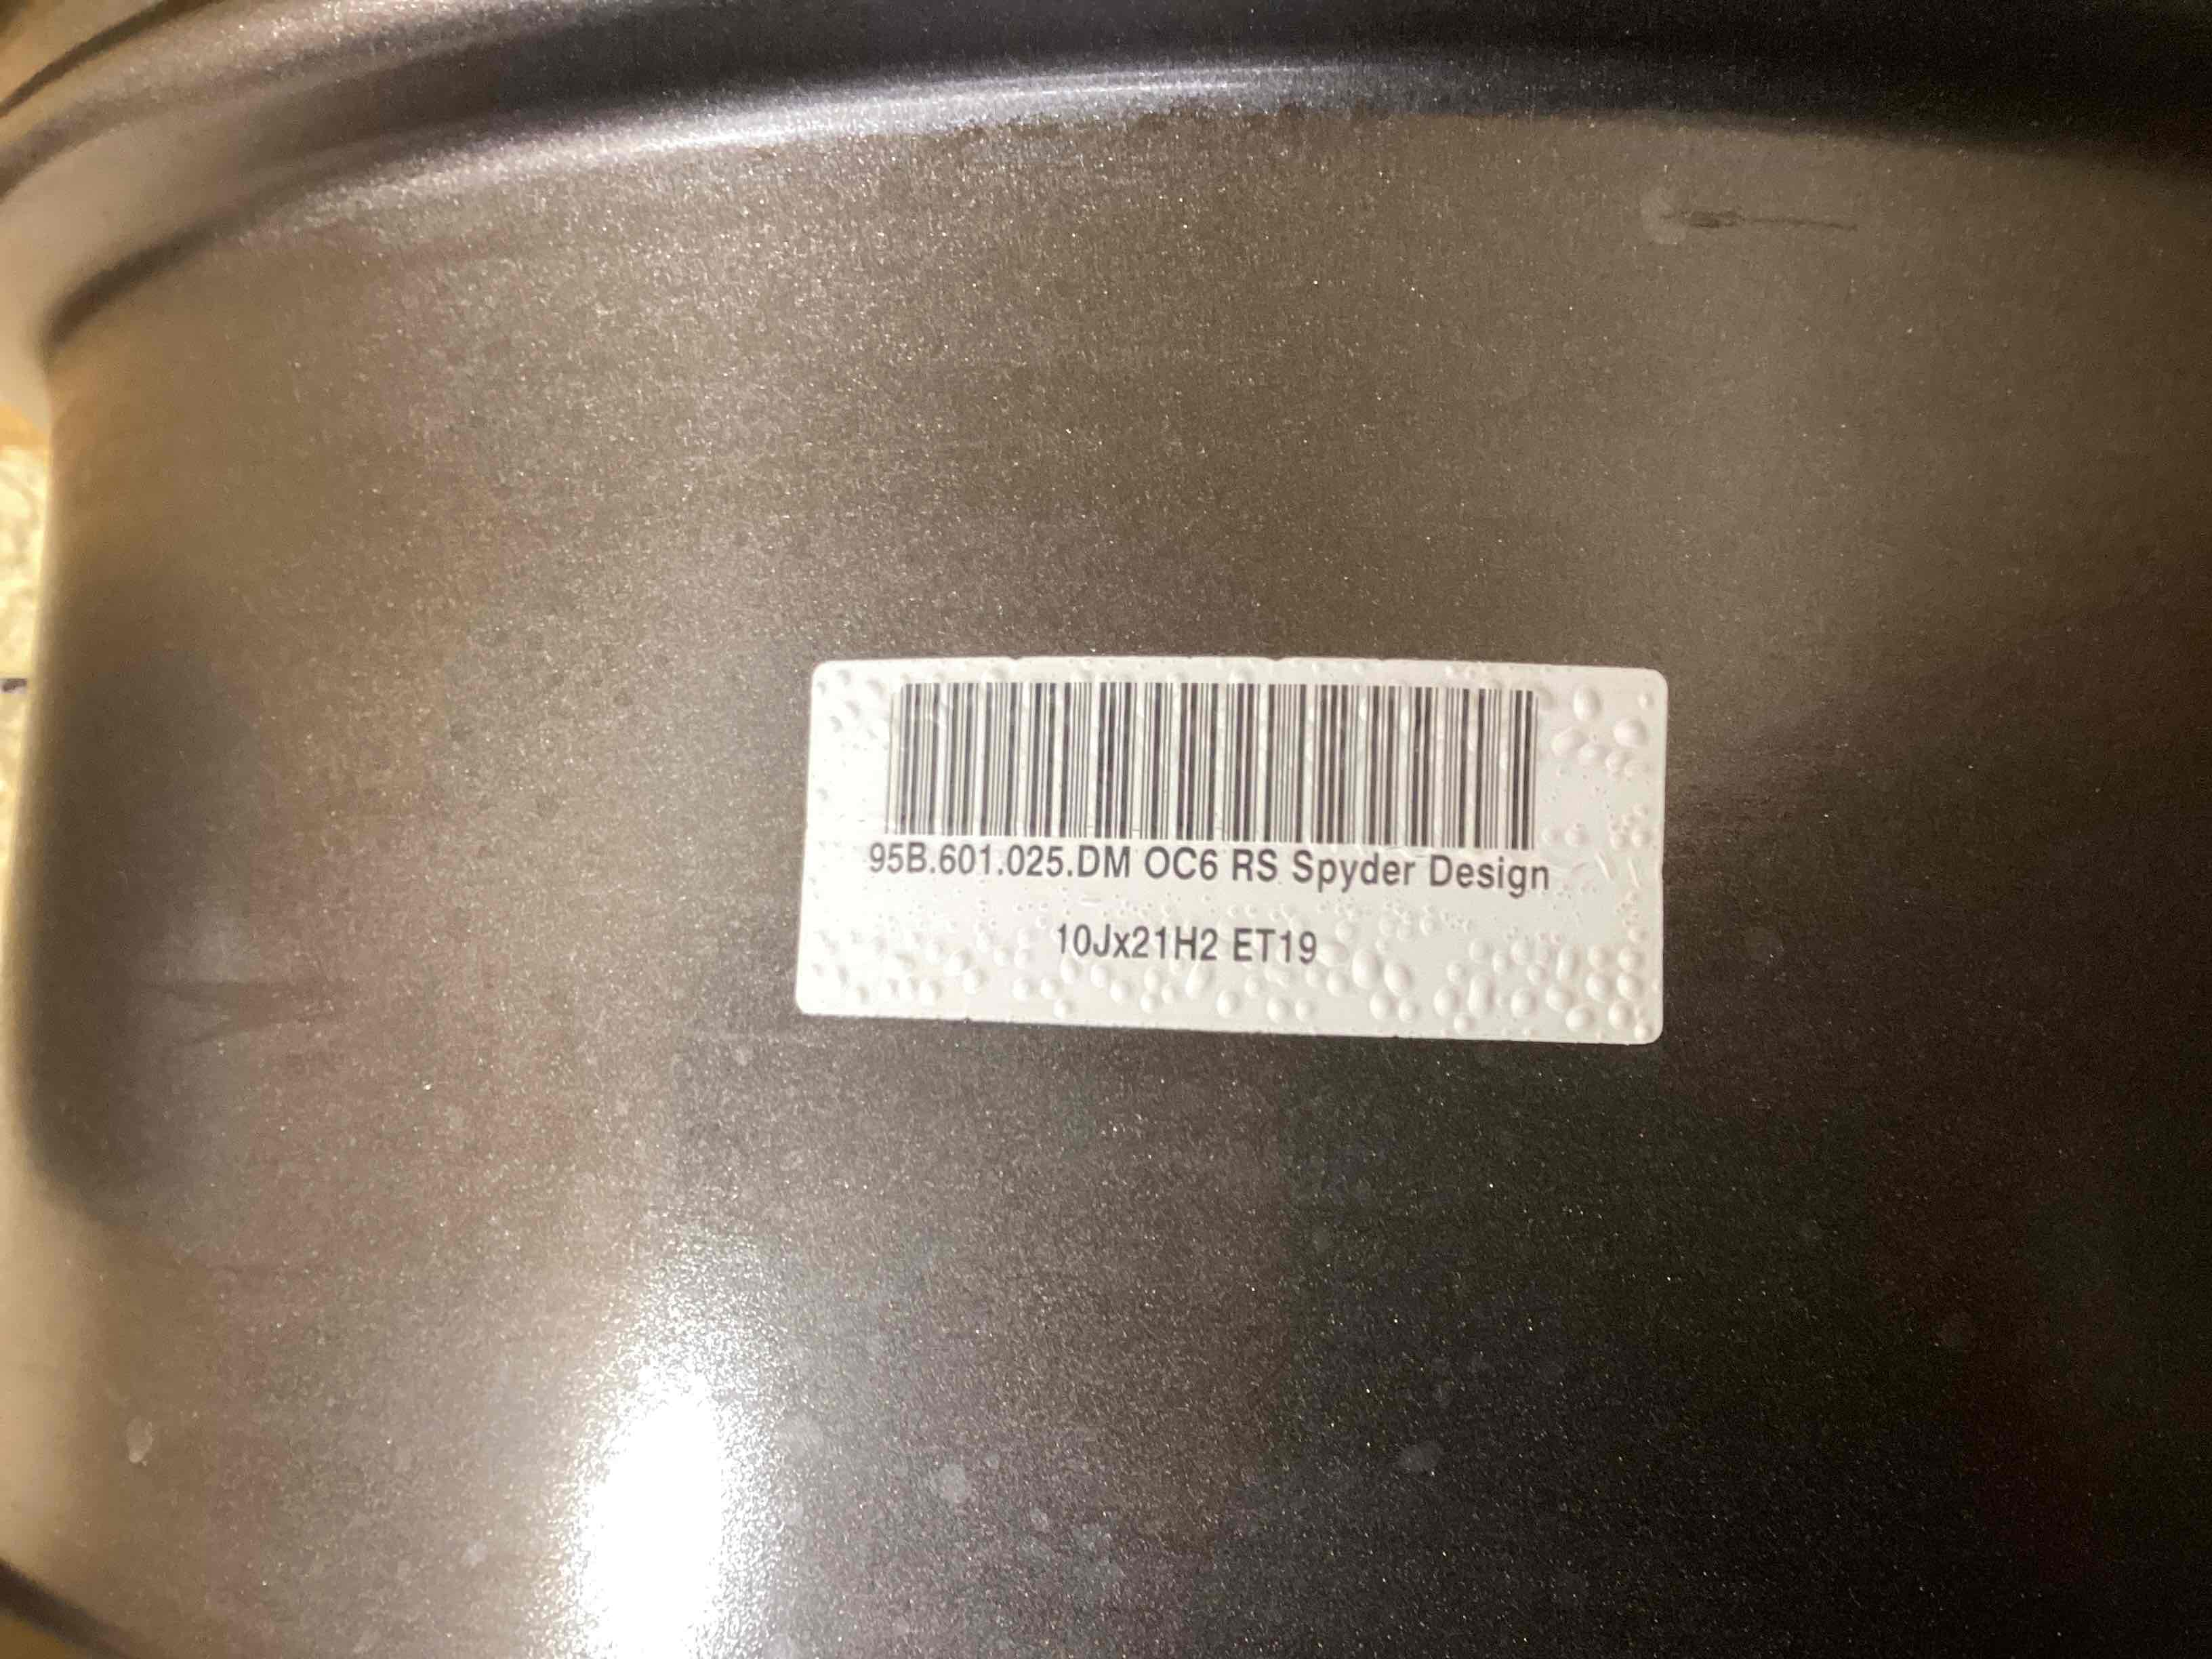 95B.601.025.DM OC6 RS Spyder Design
10Jx21H2 ET19